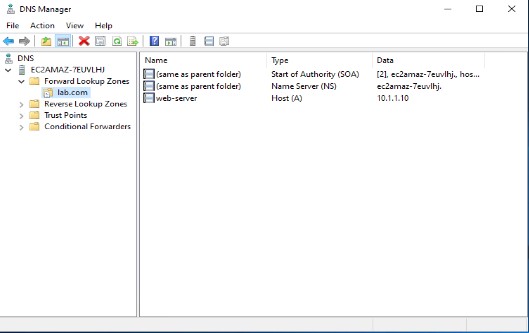 DNS Manager
File Action View Help
DNS
EC2AMAZ-7EUVLHJ
Forward Lookup Zones
lab.com
Reverse Lookup Zones
Trust Points
Conditional Forwarders
Name Type Data
(same as parent folder) Start of Authority (SOA) [2], ec2amaz-7euvlhj., hos...
(same as parent folder) Name Server (NS) ec2amaz-7euvlhj.
web-server Host (A) 10.1.1.10